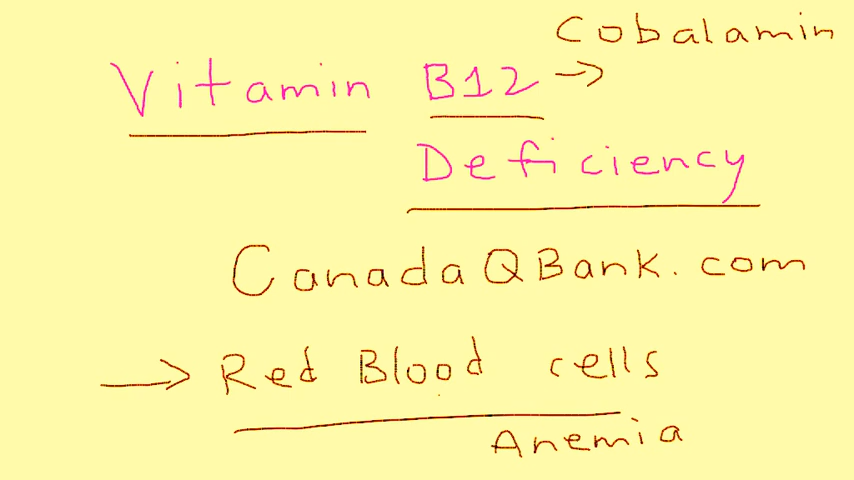 Cobalamin
Vitamin B12 →
Deficiency
CanadaQBank.com
→ Red Blood cells
Anemia